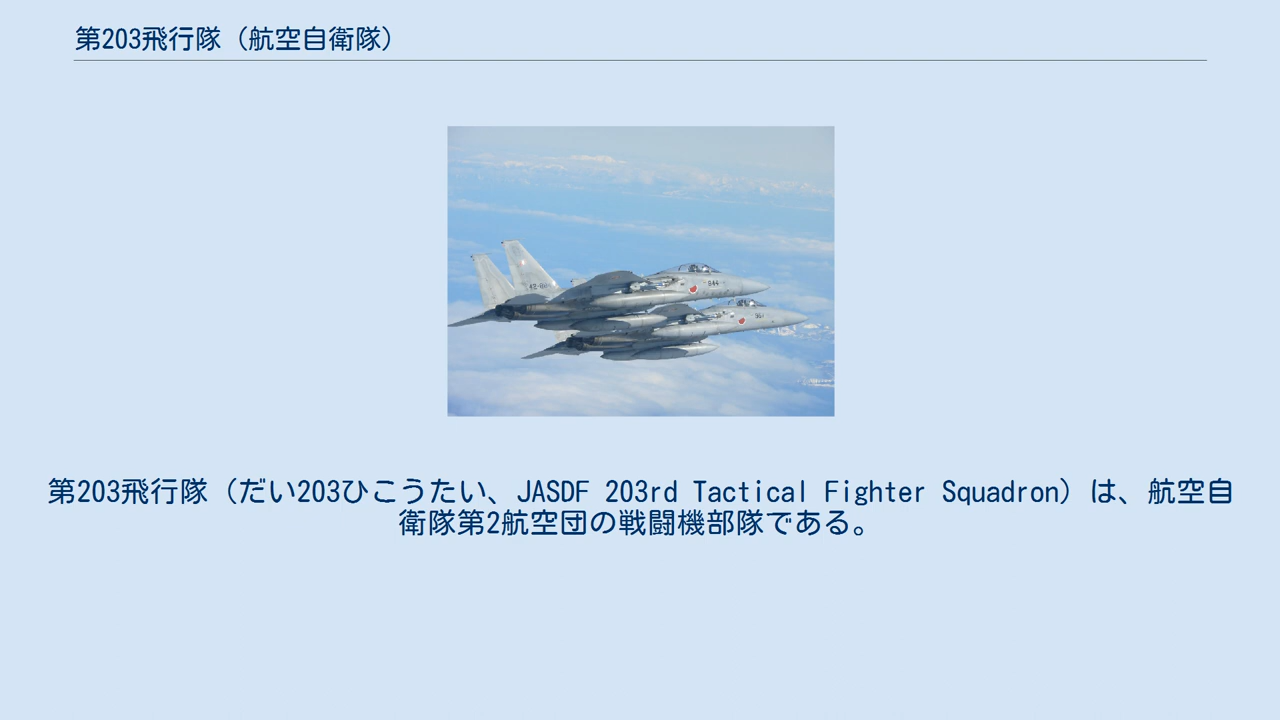 第203飛行隊（航空自衛隊）
844
第203飛行隊（だい203ひこうたい、JASDF 203rd Tactical Fighter Squadron）は、航空自
衛隊第2航空団の戦闘機部隊である。